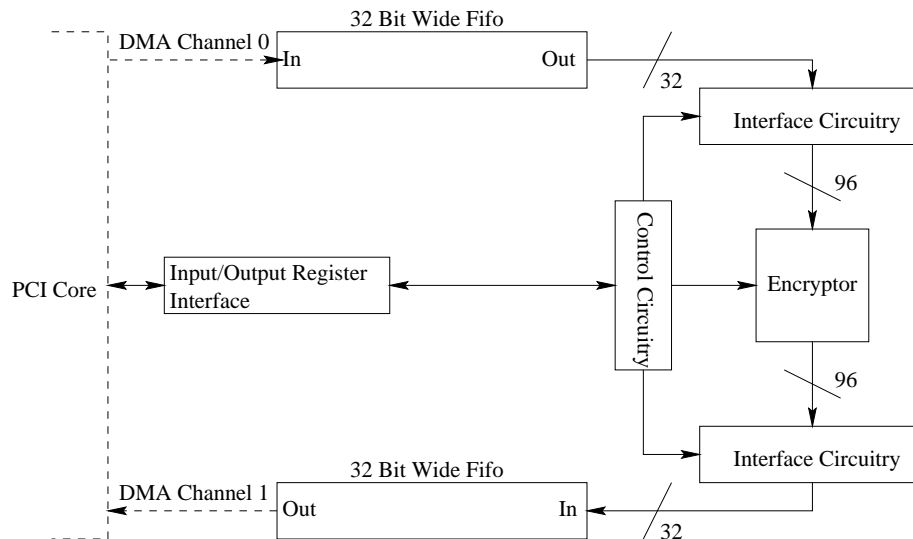 32 Bit Wide Fifo
DMA Channel 0
In
Out
32
Interface Circuitry
96
Control Circuitry
PCI Core
Input/Output Register
Interface
Encryptor
96
Interface Circuitry
32 Bit Wide Fifo
DMA Channel 1
Out
In
32